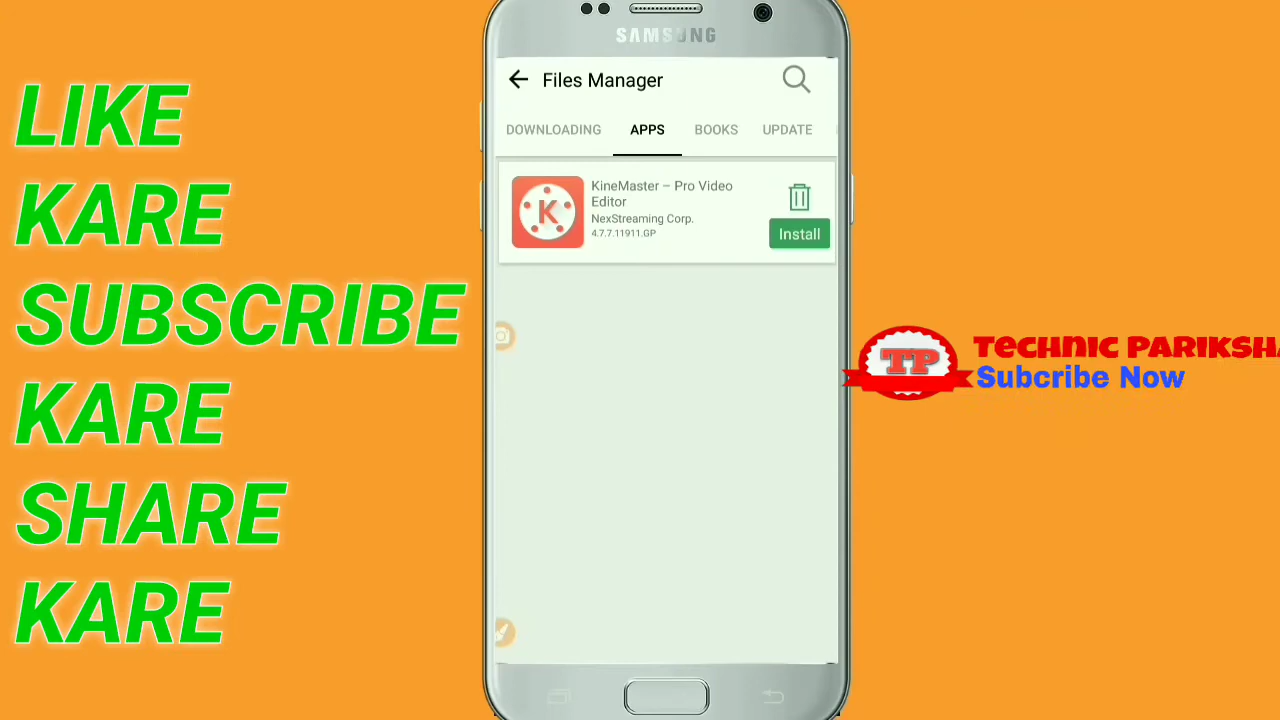 LIKE
KARE
SUBSCRIBE
KARE
SHARE
KARE
SAMSUNG
Files Manager
DOWNLOADING APPS BOOKS UPDATE
KineMaster – Pro Video
Editor
NexStreaming Corp.
4.7.7.11911.GP
Install
K
TP
Technic Pariksha
Subcribe Now